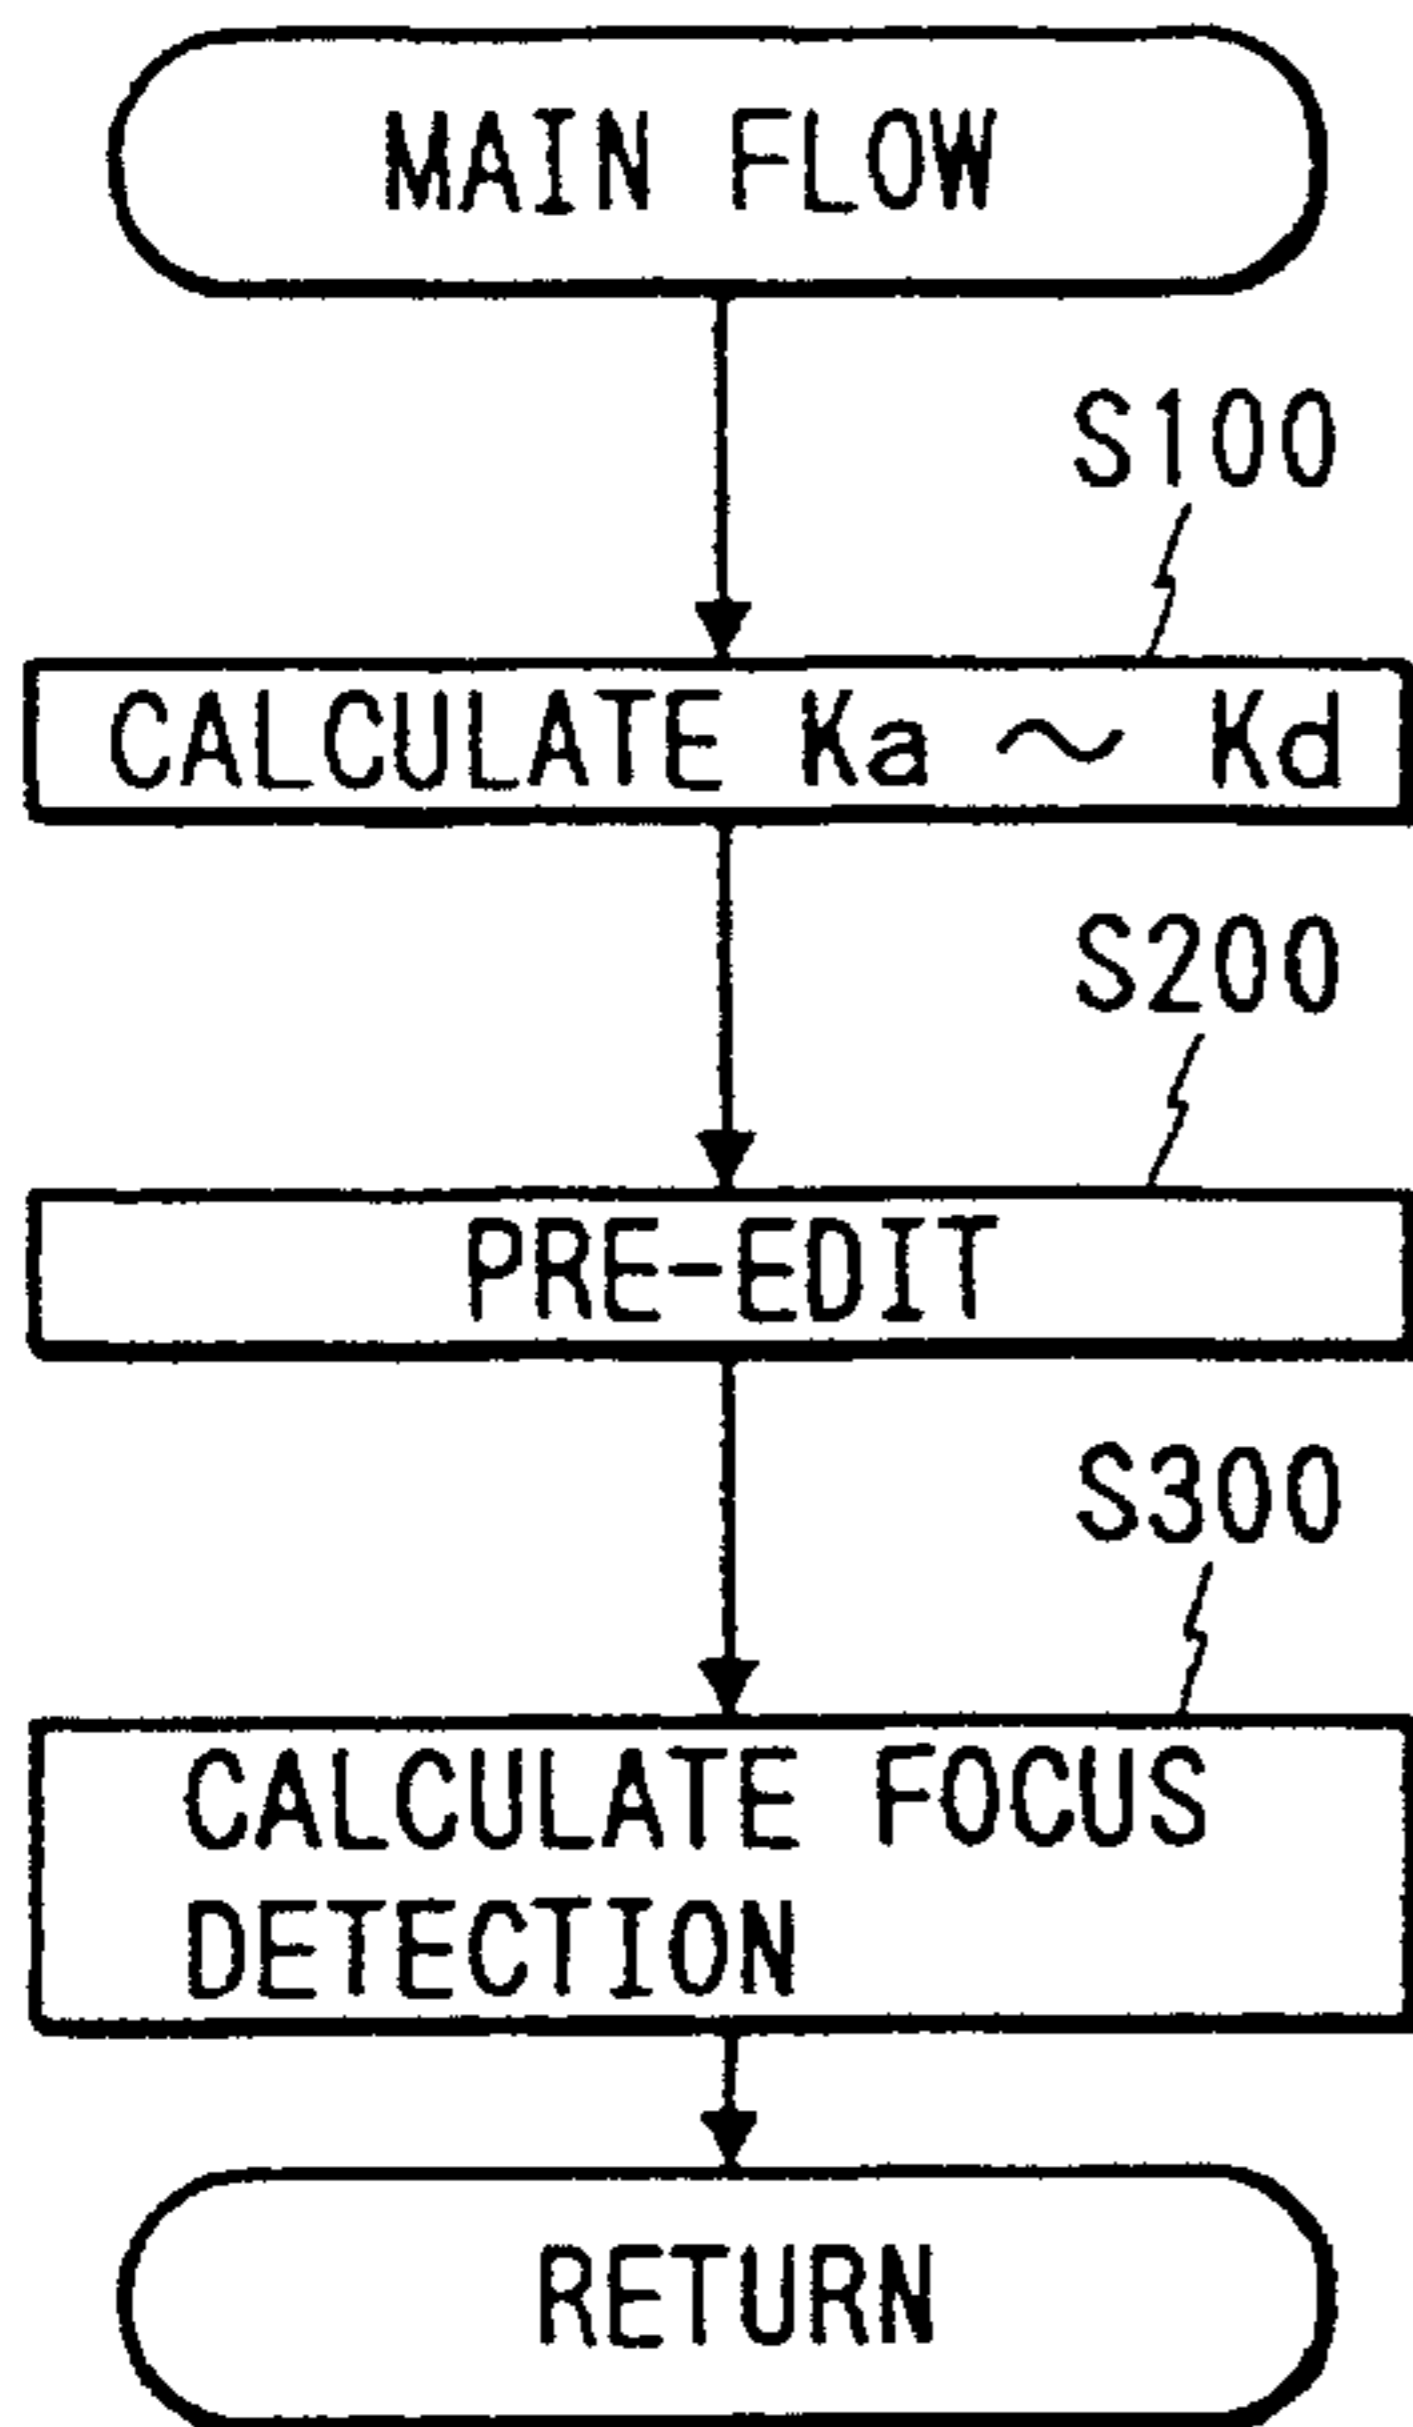 MAIN FLOW
S100
CALCULATE Ka ~ Kd
S200
PRE-EDIT
S300
CALCULATE FOCUS
DETECTION
RETURN